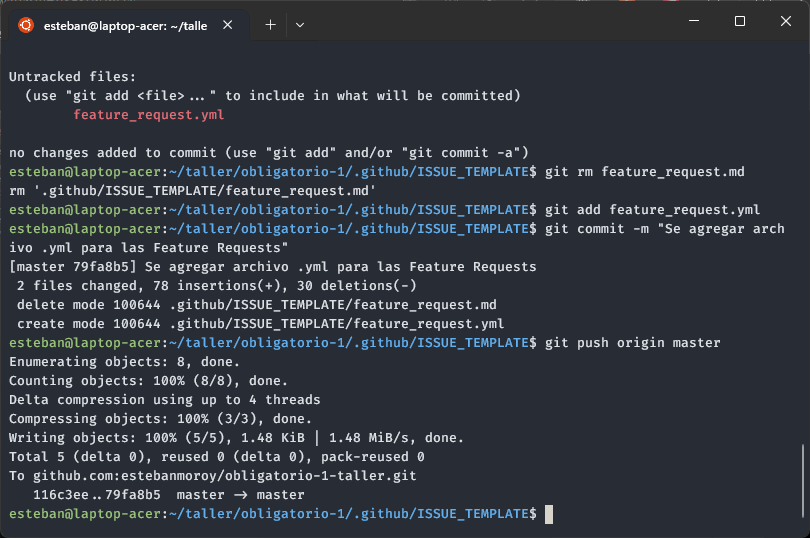 esteban@laptop-acer: ~/talle
Untracked files:
(use "git add <file>..." to include in what will be committed)
feature_request.yml
no changes added to commit (use "git add" and/or "git commit -a")
esteban@laptop-acer:~/taller/obligatorio-1/.github/ISSUE_TEMPLATE$ git rm feature_request.md
rm '.github/ISSUE_TEMPLATE/feature_request.md'
esteban@laptop-acer:~/taller/obligatorio-1/.github/ISSUE_TEMPLATE$ git add feature_request.yml
esteban@laptop-acer:~/taller/obligatorio-1/.github/ISSUE_TEMPLATE$ git commit -m "Se agregar arch
ivo .yml para las Feature Requests"
[master 79fa8b5] Se agregar archivo .yml para las Feature Requests
2 files changed, 78 insertions(+), 30 deletions(-)
delete mode 100644 .github/ISSUE_TEMPLATE/feature_request.md
create mode 100644 .github/ISSUE_TEMPLATE/feature_request.yml
esteban@laptop-acer:~/taller/obligatorio-1/.github/ISSUE_TEMPLATE$ git push origin master
Enumerating objects: 8, done.
Counting objects: 100% (8/8), done.
Delta compression using up to 4 threads
Compressing objects: 100% (3/3), done.
Writing objects: 100% (5/5), 1.48 KiB | 1.48 MiB/s, done.
Total 5 (delta 0), reused 0 (delta 0), pack-reused 0
To github.com:estebanmoroy/obligatorio-1-taller.git
116c3ee..79fa8b5  master -> master
esteban@laptop-acer:~/taller/obligatorio-1/.github/ISSUE_TEMPLATE$